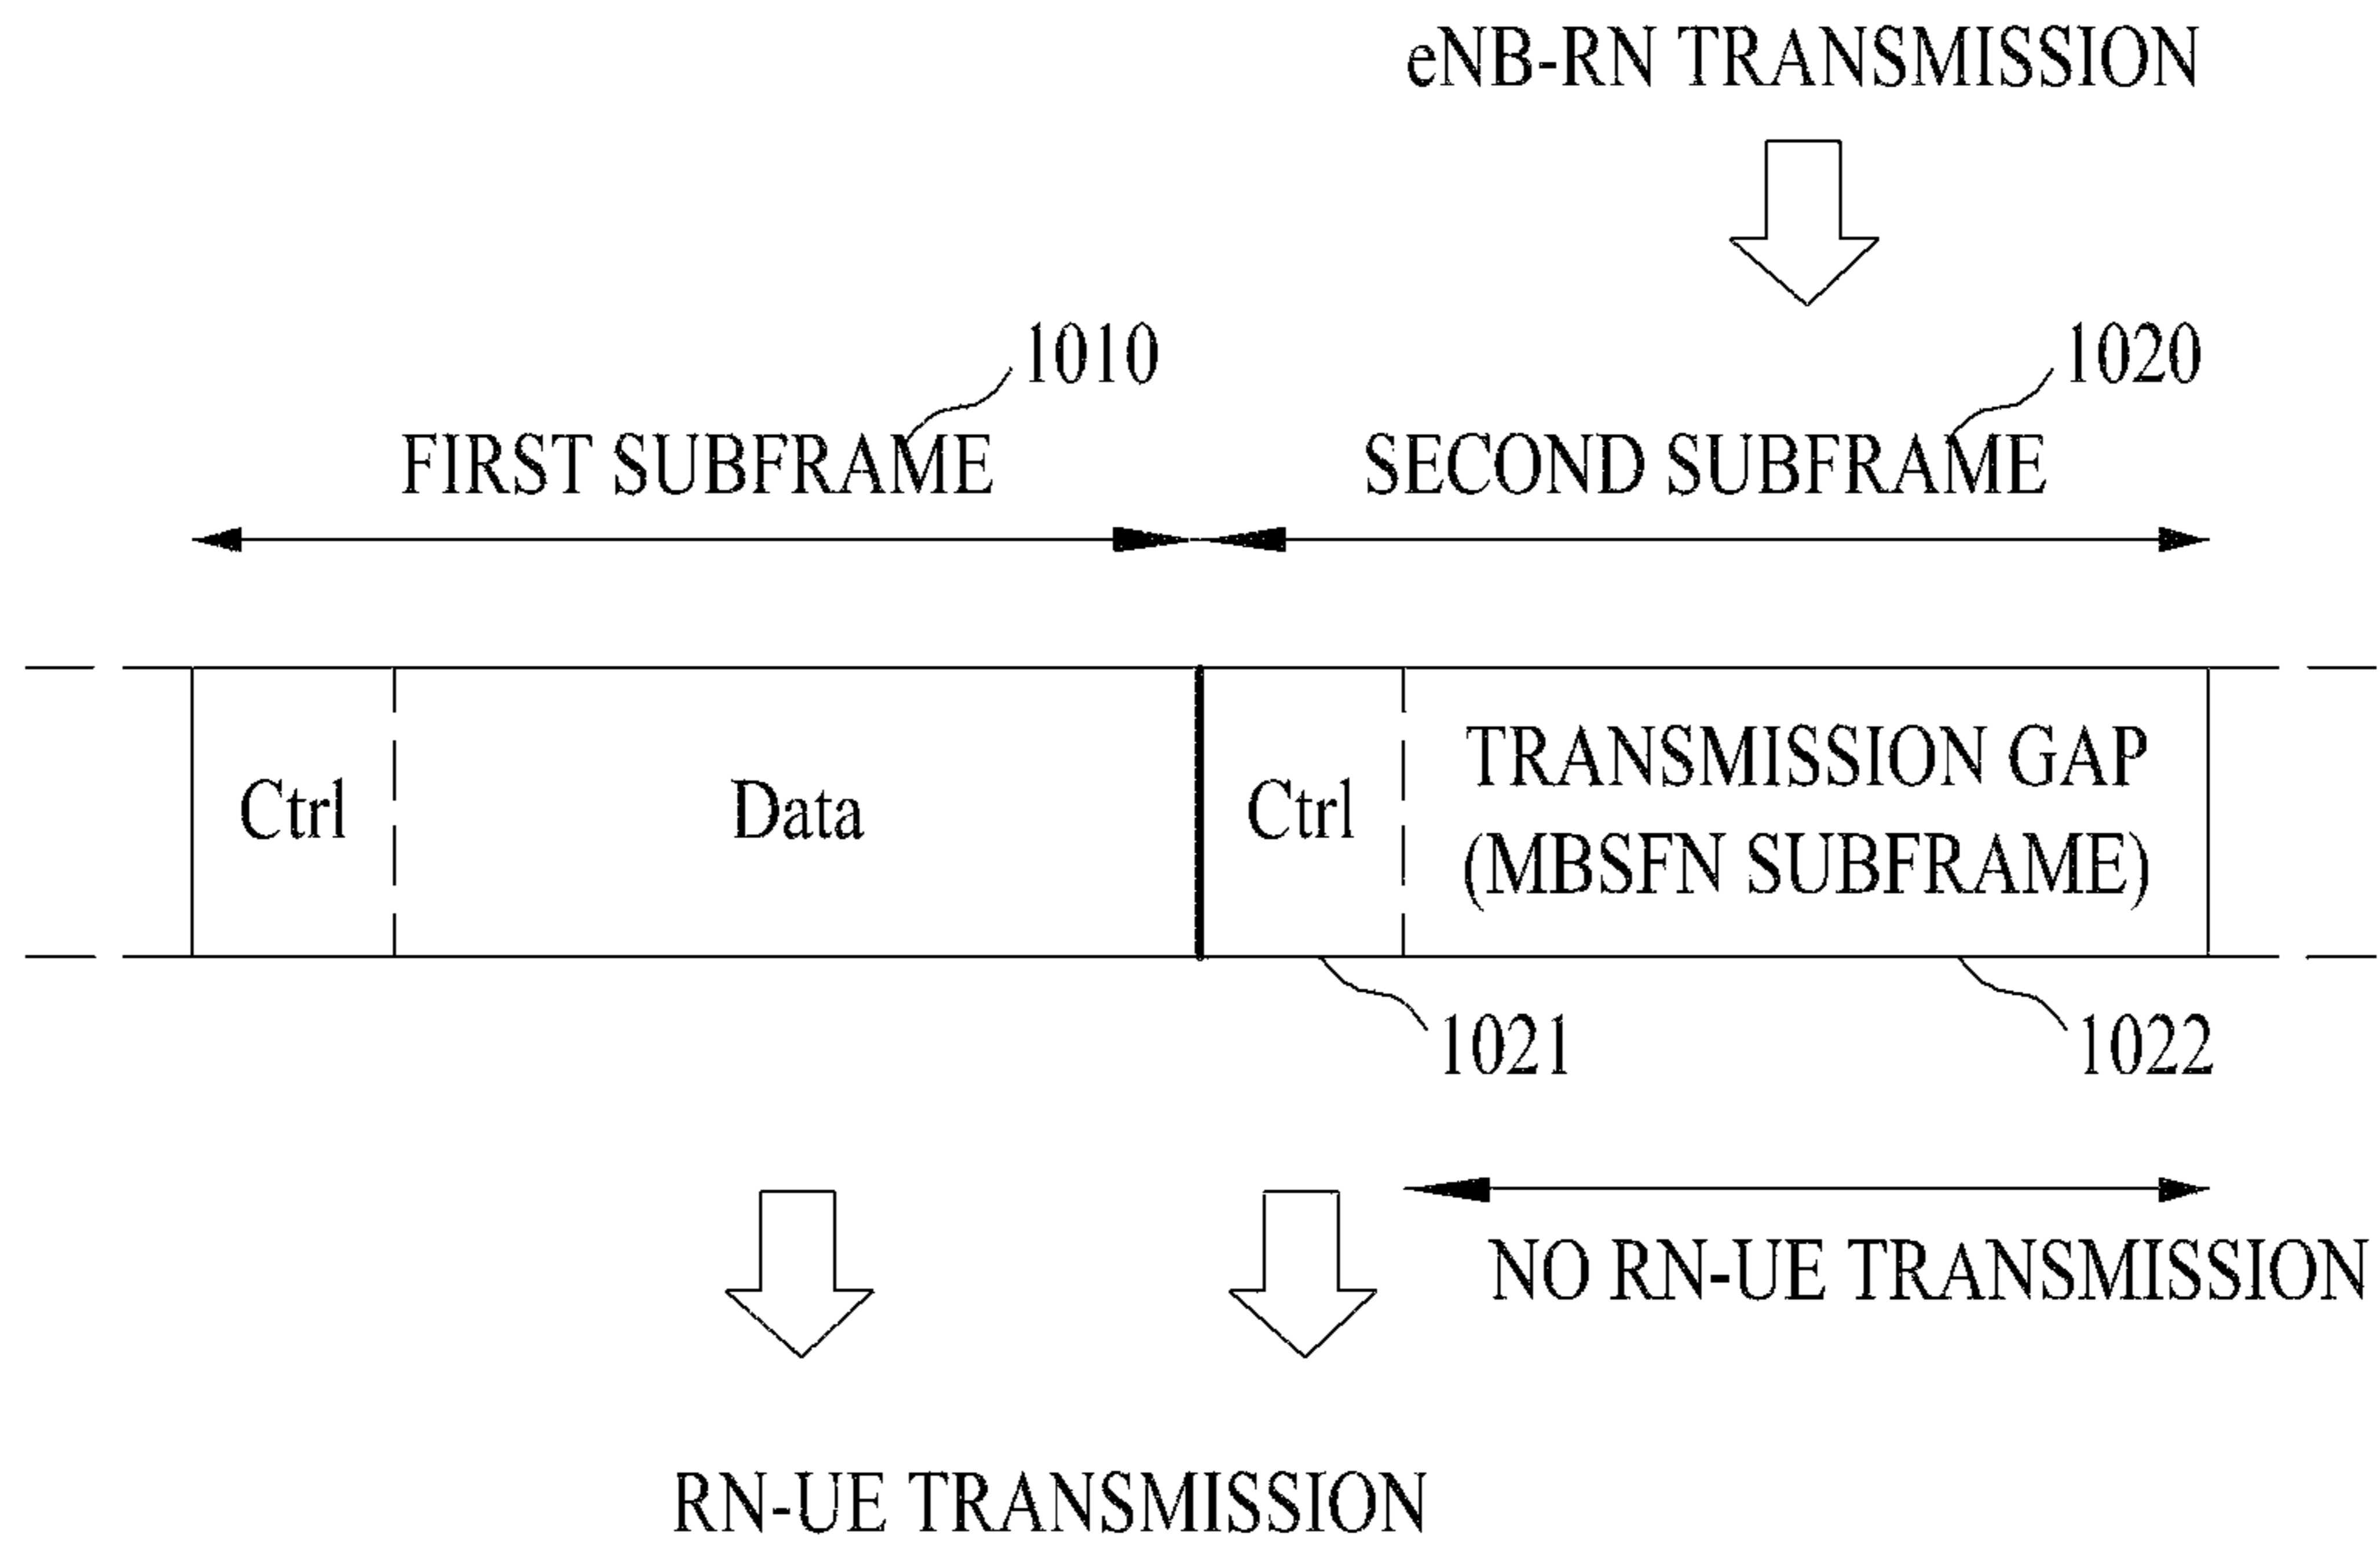 eNB-RN TRANSMISSION
1010
1020
FIRST SUBFRAME
SECOND SUBFRAME
Ctrl
Data
Ctrl
TRANSMISSION GAP
(MBSFN SUBFRAME)
1021
1022
NO RN-UE TRANSMISSION
RN-UE TRANSMISSION